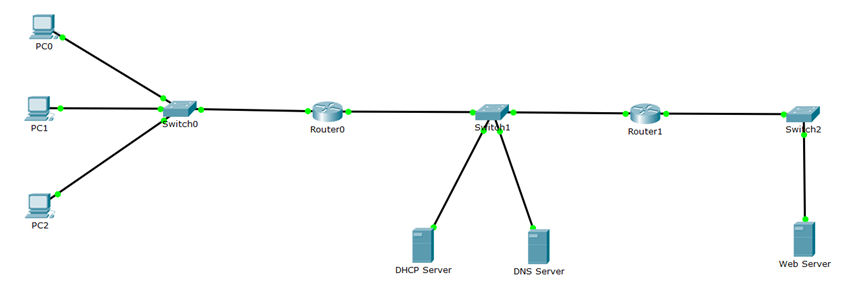 PC0
PC1
Switch0
Router0
Switch1
Router1
Switch2
PC2
DHCP Server
DNS Server
Web Server